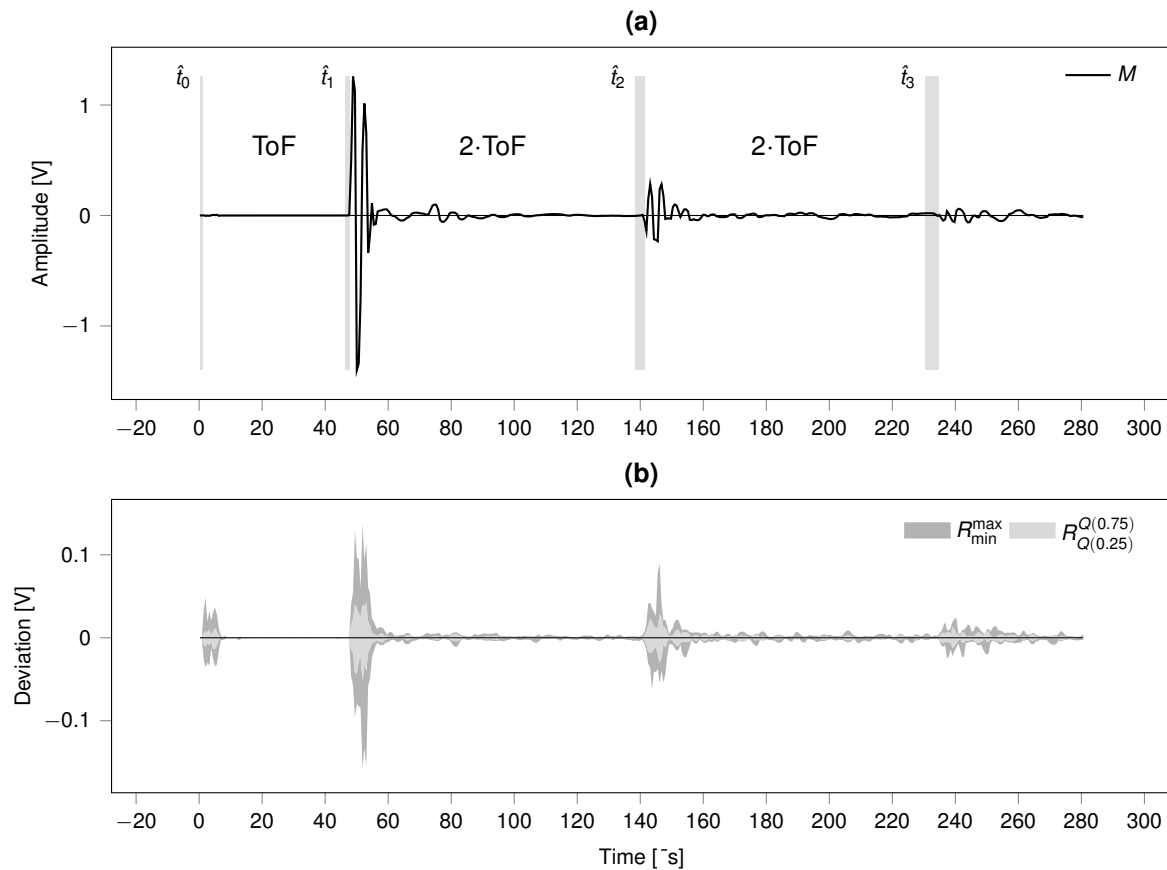 (a)
t̂0 t̂1 t̂2 t̂3 M
1
ToF 2·ToF 2·ToF
0
−1
Amplitude [V]
−20 0 20 40 60 80 100 120 140 160 180 200 220 240 260 280 300
(b)
R_min^max R_Q(0.25)^Q(0.75)
0.1
0
−0.1
Deviation [V]
−20 0 20 40 60 80 100 120 140 160 180 200 220 240 260 280 300
Time [¯s]